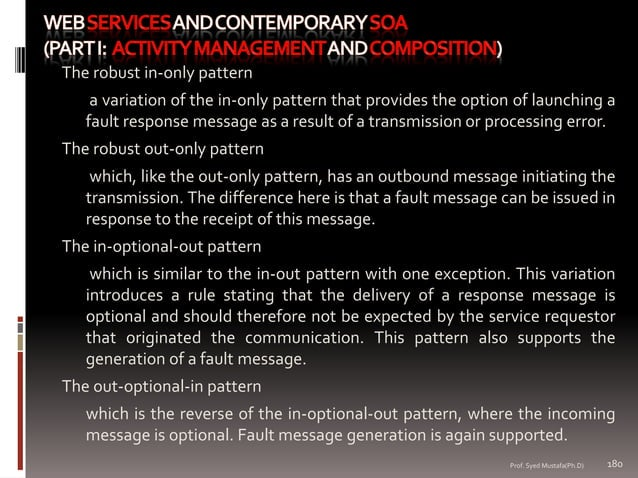 WEB SERVICES AND CONTEMPORARY SOA
(PART I: ACTIVITY MANAGEMENT AND COMPOSITION)
The robust in-only pattern
a variation of the in-only pattern that provides the option of launching a
fault response message as a result of a transmission or processing error.
The robust out-only pattern
which, like the out-only pattern, has an outbound message initiating the
transmission. The difference here is that a fault message can be issued in
response to the receipt of this message.
The in-optional-out pattern
which is similar to the in-out pattern with one exception. This variation
introduces a rule stating that the delivery of a response message is
optional and should therefore not be expected by the service requestor
that originated the communication. This pattern also supports the
generation of a fault message.
The out-optional-in pattern
which is the reverse of the in-optional-out pattern, where the incoming
message is optional. Fault message generation is again supported.
Prof. Syed Mustafa(Ph.D) 180